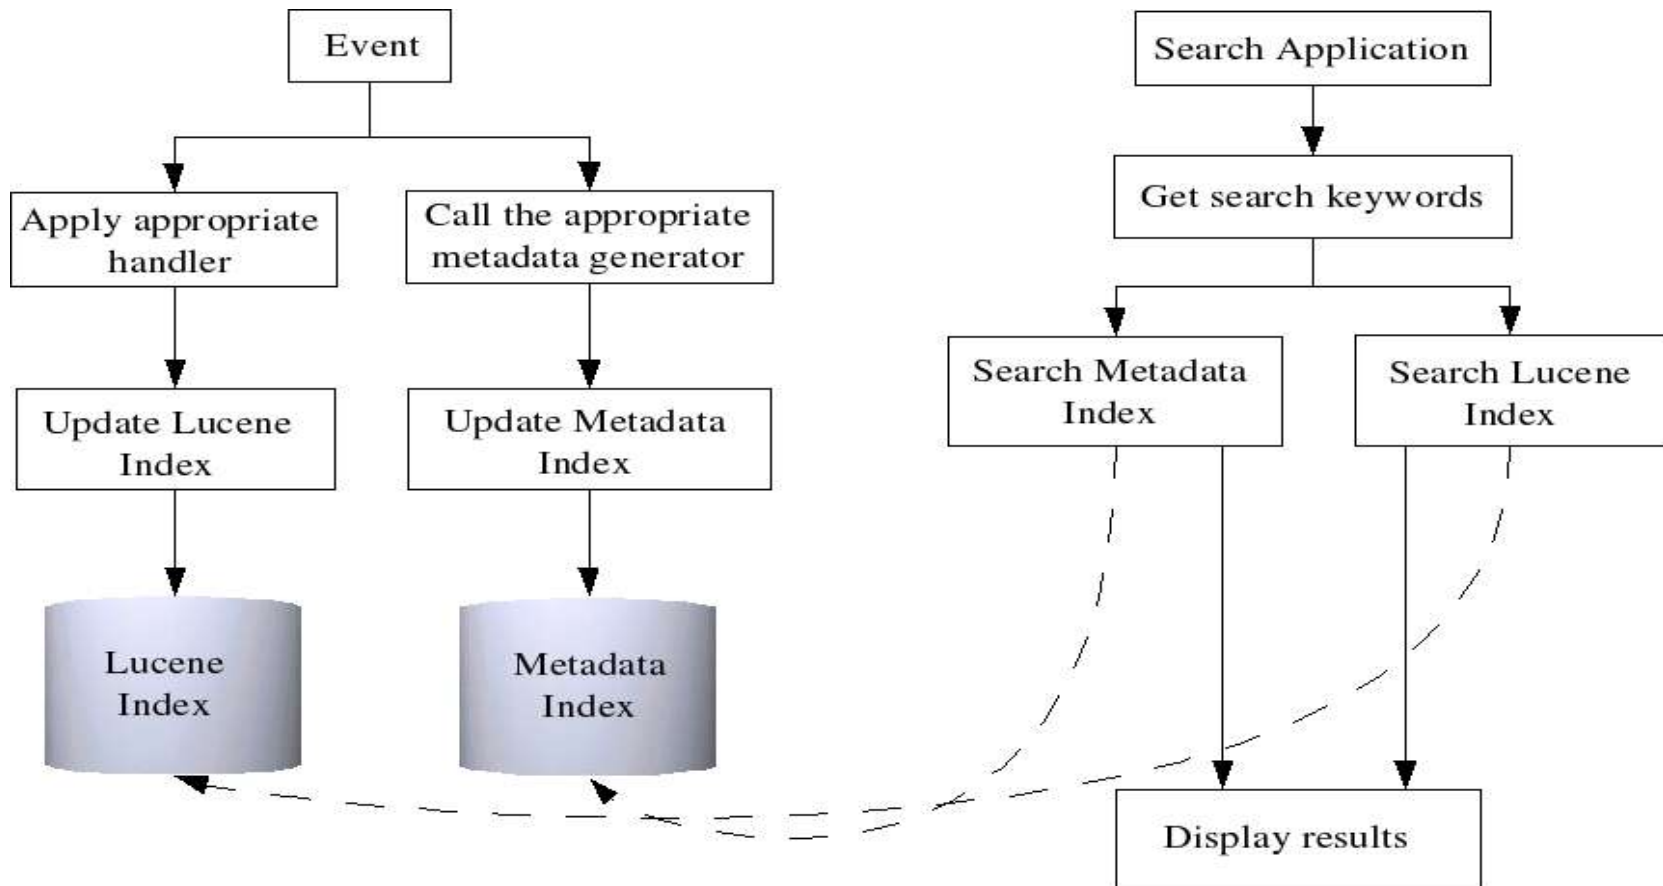 Event
Search Application
Get search keywords
Apply appropriate
handler
Call the appropriate
metadata generator
Search Metadata
Index
Search Lucene
Index
Update Lucene
Index
Update Metadata
Index
Lucene
Index
Metadata
Index
Display results